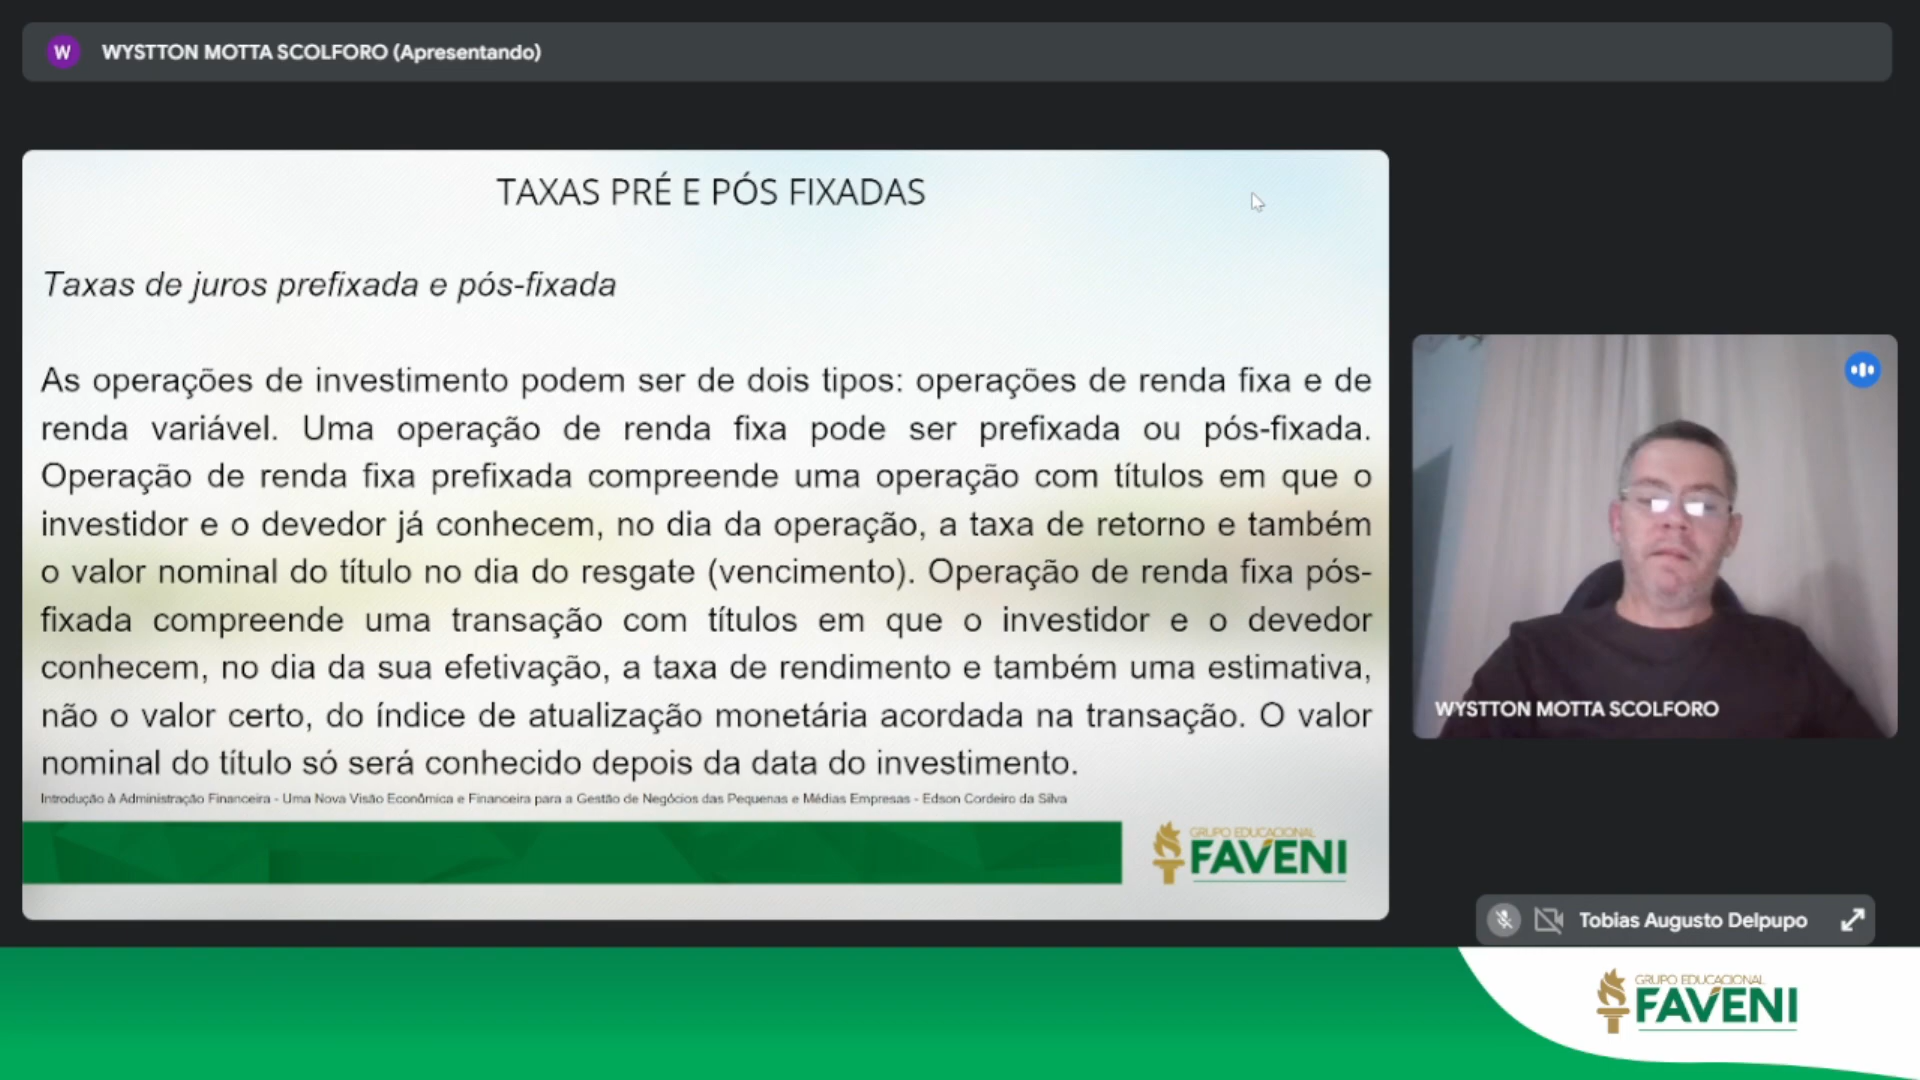 W WYSTTON MOTTA SCOLFORO (Apresentando)
TAXAS PRÉ E PÓS FIXADAS
Taxas de juros prefixada e pós-fixada
As operações de investimento podem ser de dois tipos: operações de renda fixa e de
renda variável. Uma operação de renda fixa pode ser prefixada ou pós-fixada.
Operação de renda fixa prefixada compreende uma operação com títulos em que o
investidor e o devedor já conhecem, no dia da operação, a taxa de retorno e também
o valor nominal do título no dia do resgate (vencimento). Operação de renda fixa pós-
fixada compreende uma transação com títulos em que o investidor e o devedor
conhecem, no dia da sua efetivação, a taxa de rendimento e também uma estimativa,
não o valor certo, do índice de atualização monetária acordada na transação. O valor
nominal do título só será conhecido depois da data do investimento.
Introdução à Administração Financeira - Uma Nova Visão Econômica e Financeira para a Gestão de Negócios das Pequenas e Médias Empresas - Edson Cordeiro da Silva
GRUPO EDUCACIONAL
FAVENI
WYSTTON MOTTA SCOLFORO
Tobias Augusto Delpupo
GRUPO EDUCACIONAL
FAVENI